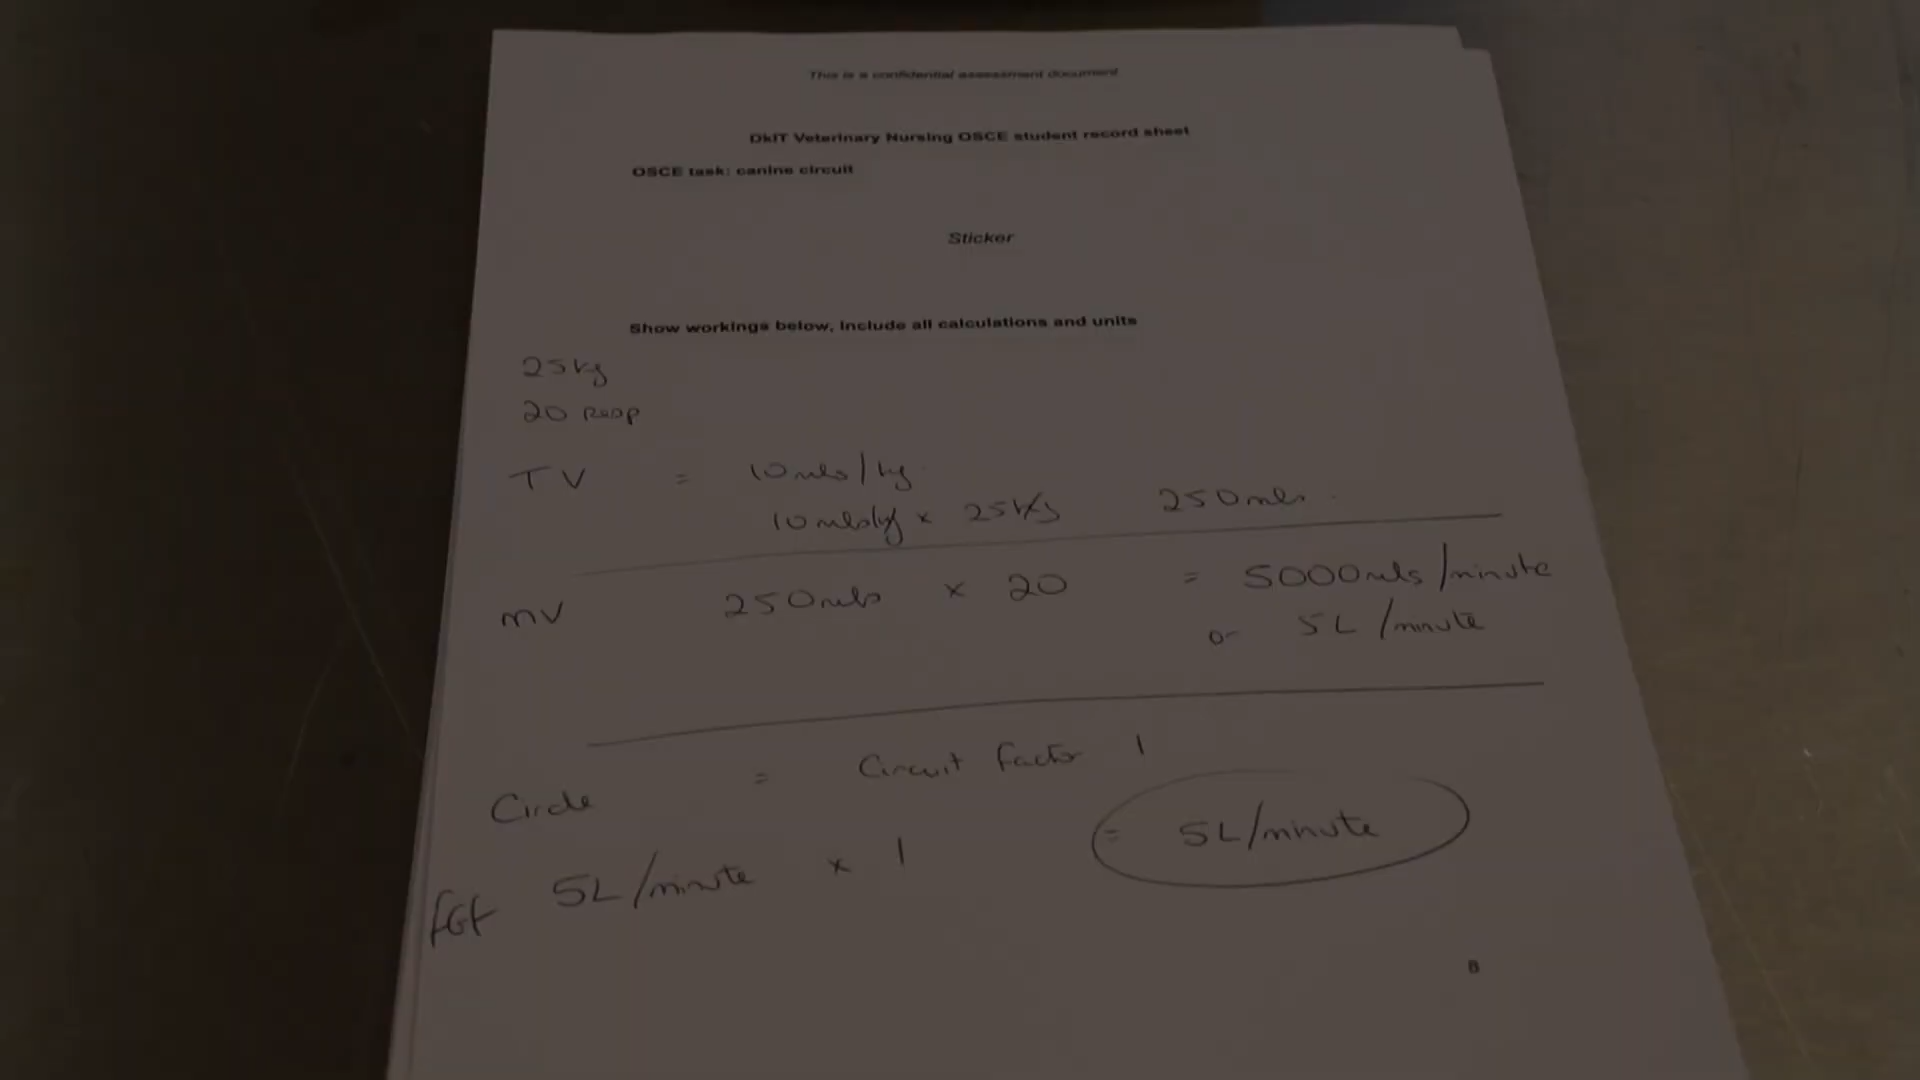 This is a confidential assessment document
DkIT Veterinary Nursing OSCE student record sheet
OSCE task: canine circuit
Sticker
Show workings below, include all calculations and units
25kg
20 Resp
TV = 10mls/kg
10mls/kg x 25kg 250mls
MV 250mls x 20 = 5000mls/minute
or 5L/minute
Circle = Circuit factor 1
FGF 5L/minute x 1 = 5L/minute
8